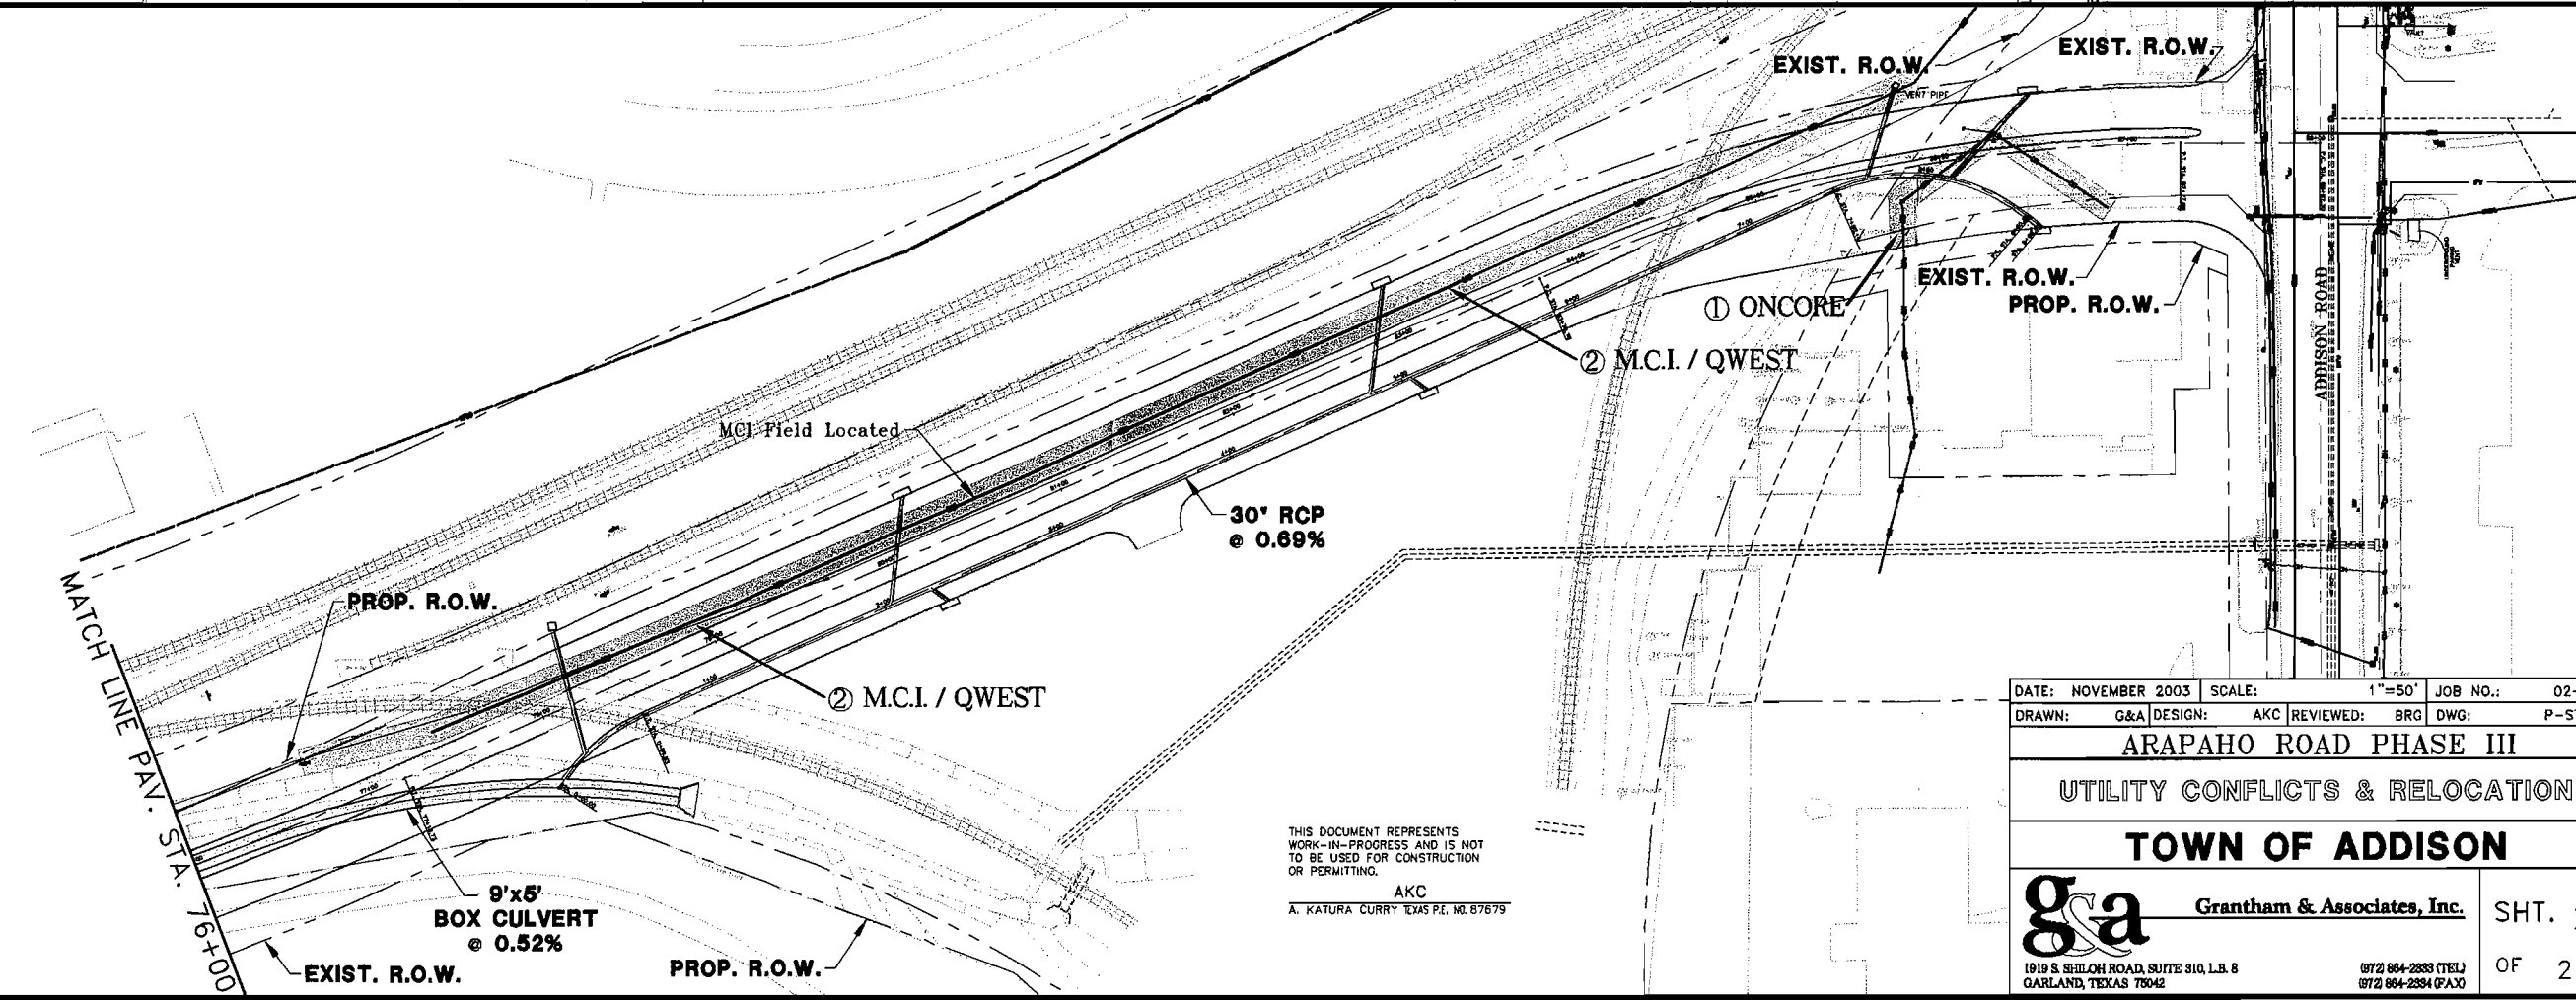 EXIST. R.O.W.
EXIST. R.O.W.
VENT PIPE
EXIST. R.O.W.
PROP. R.O.W.
① ONCORE
② M.C.I. / QWEST
ADDISON ROAD
MCI Field Located
30' RCP
@ 0.69%
PROP. R.O.W.
② M.C.I. / QWEST
MATCH LINE PAV. STA. 76+00
9'x5'
BOX CULVERT
@ 0.52%
EXIST. R.O.W.
PROP. R.O.W.
THIS DOCUMENT REPRESENTS
WORK-IN-PROGRESS AND IS NOT
TO BE USED FOR CONSTRUCTION
OR PERMITTING.
AKC
A. KATURA CURRY TEXAS P.E. NO. 87679
DATE: NOVEMBER 2003 SCALE: 1"=50' JOB NO.: 02-
DRAWN: G&A DESIGN: AKC REVIEWED: BRG DWG:
ARAPAHO ROAD PHASE III
UTILITY CONFLICTS & RELOCATION
TOWN OF ADDISON
g&a
Grantham & Associates, Inc.
1919 S. SHILOH ROAD, SUITE 310, L.B. 8
GARLAND, TEXAS 75042
(972) 864-2333 (TEL)
(972) 864-2334 (FAX)
SHT.
OF 2